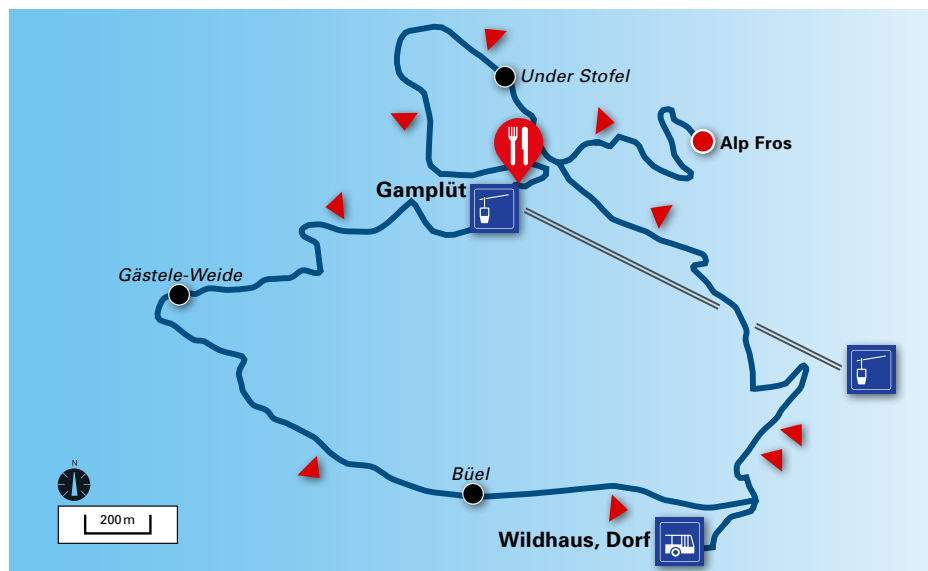 Under Stofel
Alp Fros
Gamplüt
Gästele-Weide
Büel
N
200 m
Wildhaus, Dorf